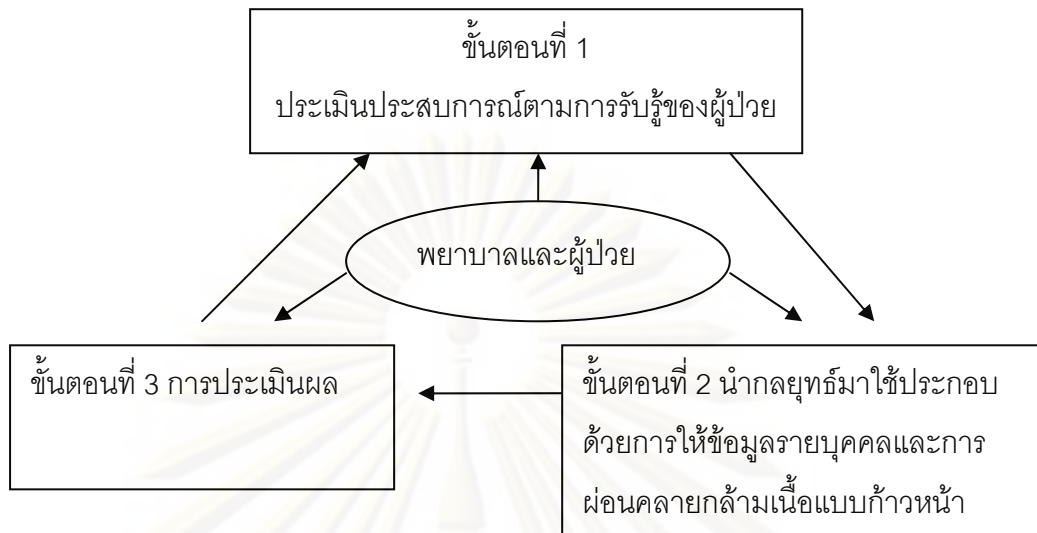 ขั้นตอนที่ 1
ประเมินประสบการณ์ตามการรับรู้ของผู้ป่วย
พยาบาลและผู้ป่วย
ขั้นตอนที่ 3 การประเมินผล
ขั้นตอนที่ 2 นำกลยุทธ์มาใช้ประกอบ
ด้วยการให้ข้อมูลรายบุคคลและการ
ผ่อนคลายกล้ามเนื้อแบบก้าวหน้า